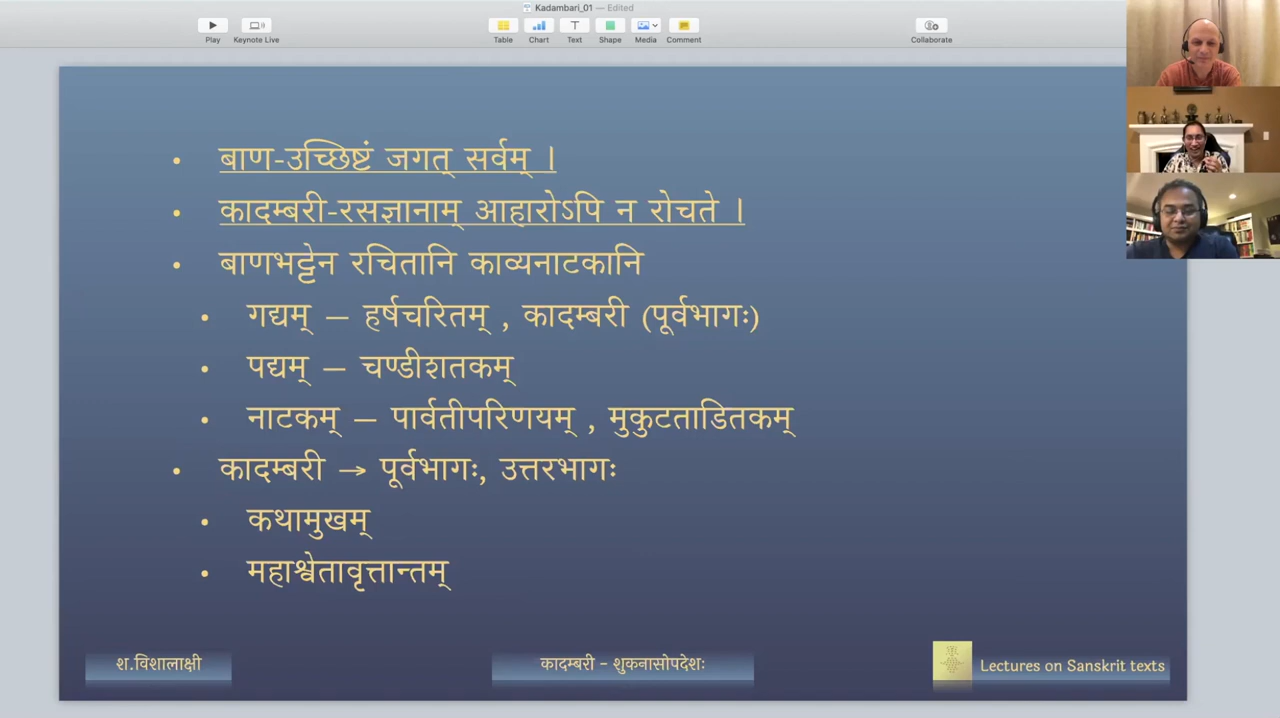 Kadambari_01 — Edited
Play
Keynote Live
Table
Chart
Text
Shape
Media
Comment
Collaborate
• बाण-उच्छिष्टं जगत् सर्वम् ।
• कादम्बरी-रसज्ञानाम् आहारोऽपि न रोचते ।
• बाणभट्टेन रचितानि काव्यनाटकानि
• गद्यम् – हर्षचरितम् , कादम्बरी (पूर्वभागः)
• पद्यम् – चण्डीशतकम्
• नाटकम् – पार्वतीपरिणयम् , मुकुटताडितकम्
• कादम्बरी → पूर्वभागः, उत्तरभागः
• कथामुखम्
• महाश्वेतावृत्तान्तम्
श.विशालाक्षी
कादम्बरी - शुकनासोपदेशः
Lectures on Sanskrit texts